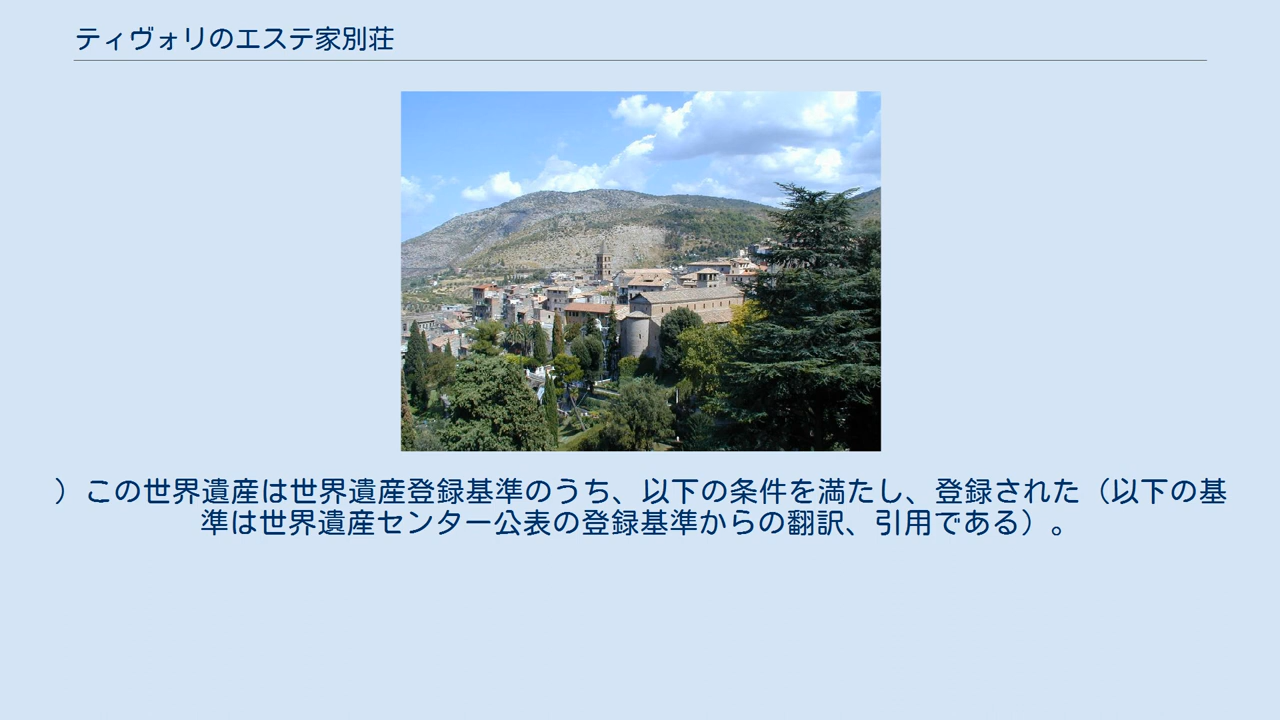 ティヴォリのエステ家別荘
）この世界遺産は世界遺産登録基準のうち、以下の条件を満たし、登録された（以下の基
準は世界遺産センター公表の登録基準からの翻訳、引用である）。